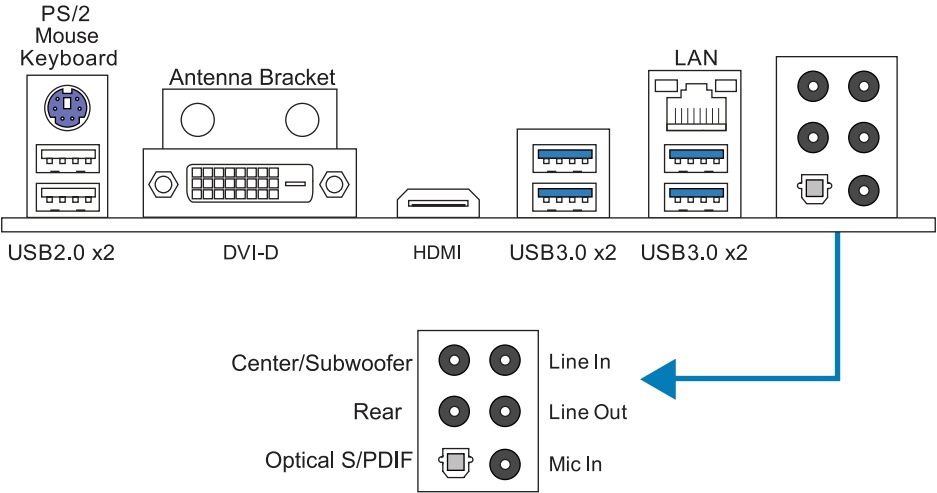 PS/2
Mouse
Keyboard
Antenna Bracket
LAN
USB2.0 x2
DVI-D
HDMI
USB3.0 x2
USB3.0 x2
Center/Subwoofer
Line In
Rear
Line Out
Optical S/PDIF
Mic In